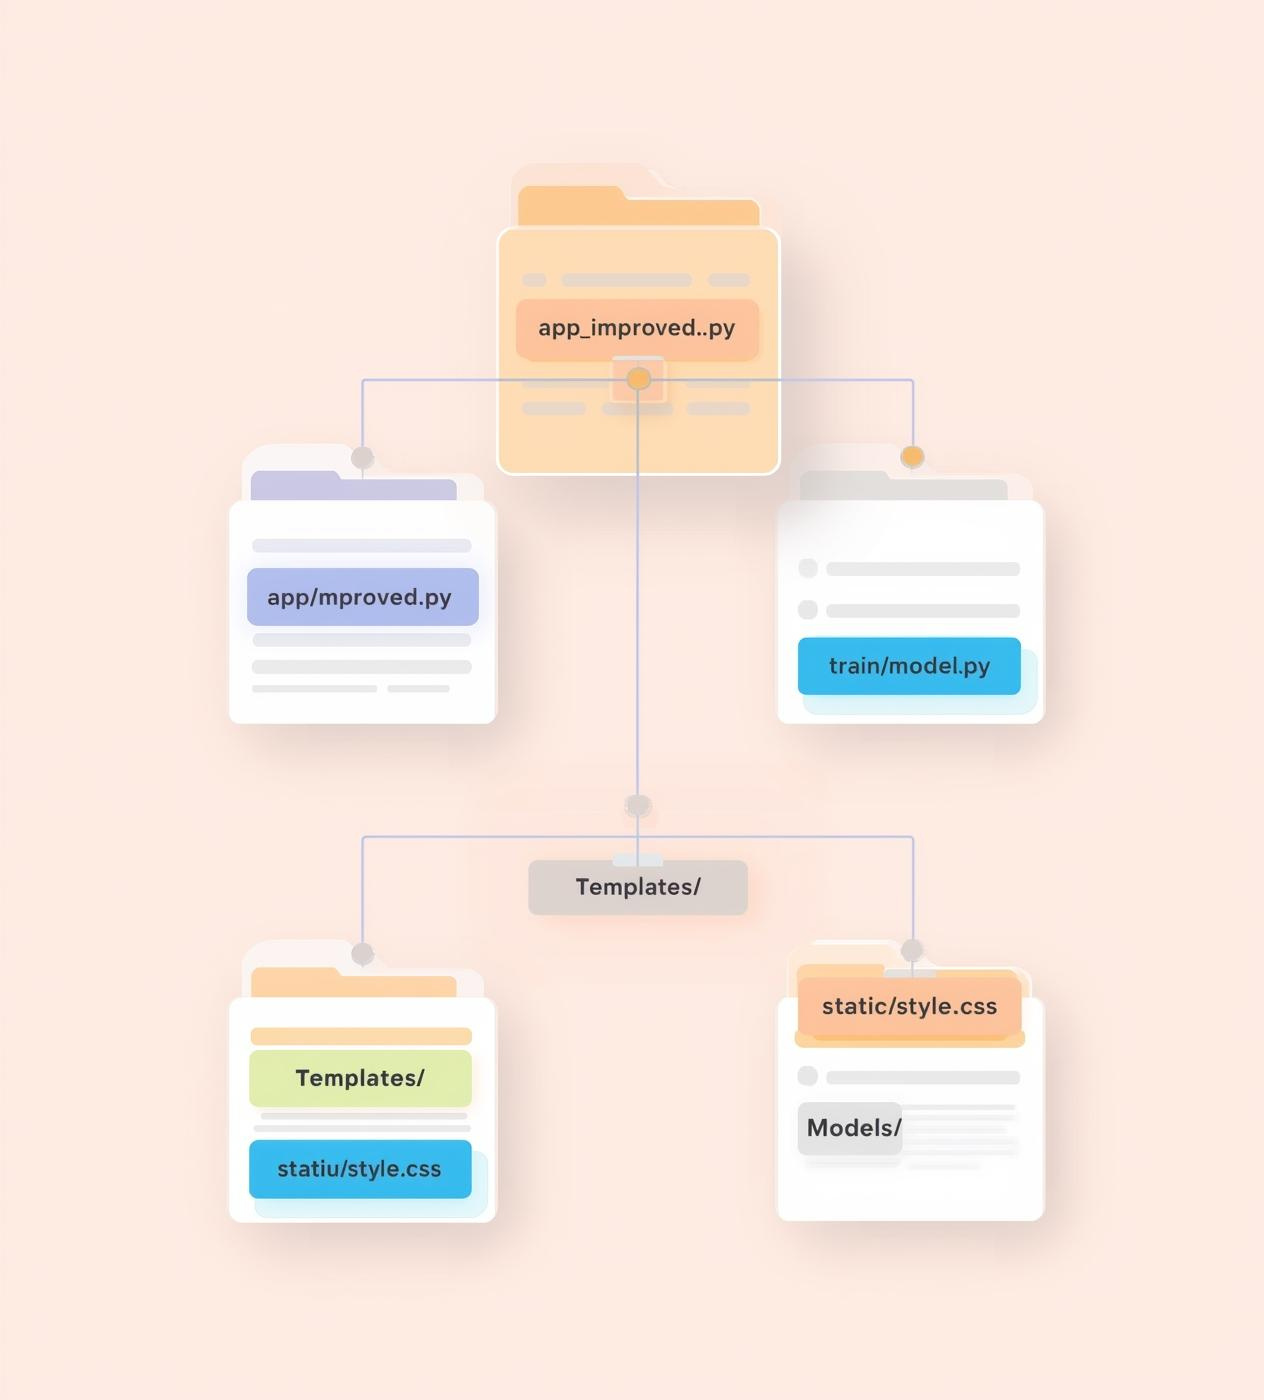 app_improved..py
app/mproved.py
train/model.py
Templates/
Templates/
statiu/style.css
static/style.css
Models/